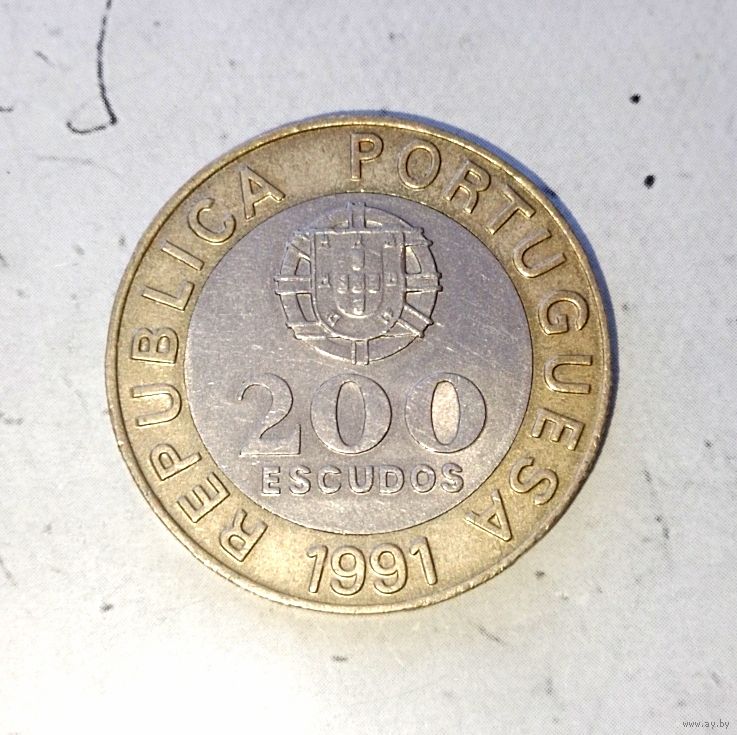 REPUBLICA PORTUGUESA
200
ESCUDOS
1991
www.ay.by